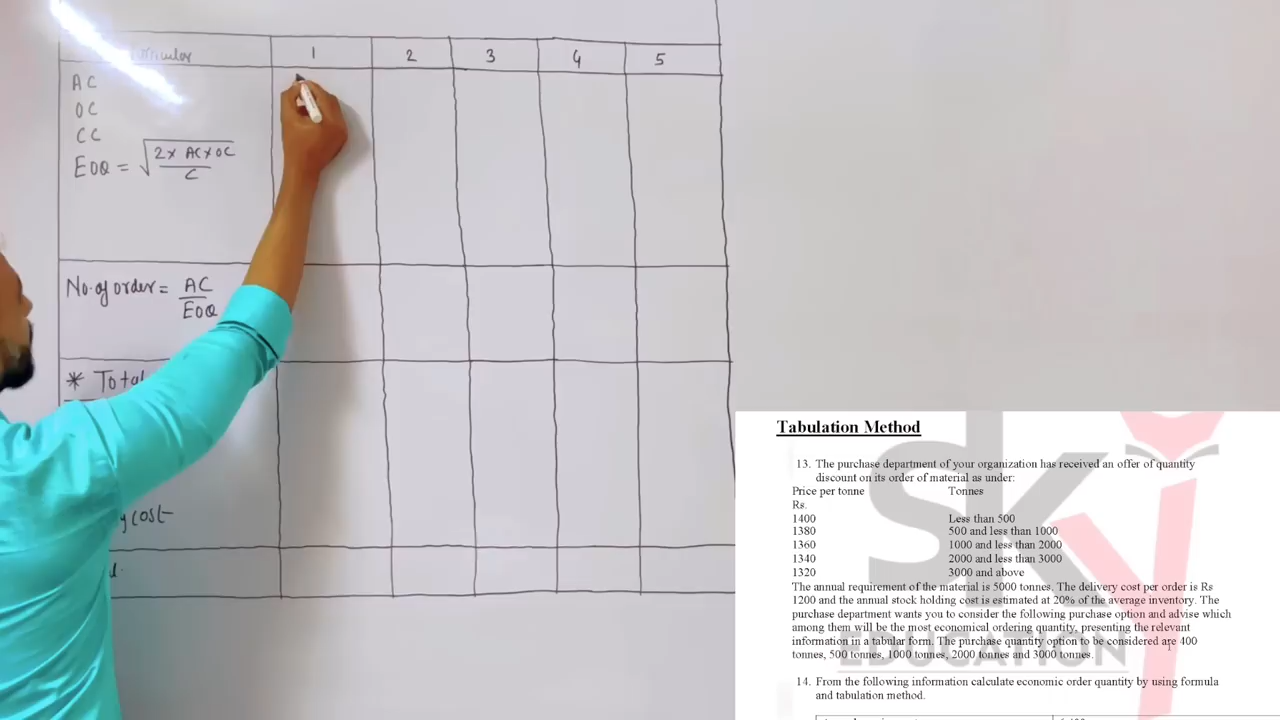 1 2 3 4 5
AC
OC
CC
EOQ = √2 x AC x OC / C
No. of order = AC / EOQ
* Total
y cost
Tabulation Method
13. The purchase department of your organization has received an offer of quantity
discount on its order of material as under:
Price per tonne Tonnes
Rs.
1400 Less than 500
1380 500 and less than 1000
1360 1000 and less than 2000
1340 2000 and less than 3000
1320 3000 and above
The annual requirement of the material is 5000 tonnes. The delivery cost per order is Rs
1200 and the annual stock holding cost is estimated at 20% of the average inventory. The
purchase department wants you to consider the following purchase option and advise which
among them will be the most economical ordering quantity, presenting the relevant
information in a tabular form. The purchase quantity option to be considered are 400
tonnes, 500 tonnes, 1000 tonnes, 2000 tonnes and 3000 tonnes.
14. From the following information calculate economic order quantity by using formula
and tabulation method.
SKY
EDUCATION